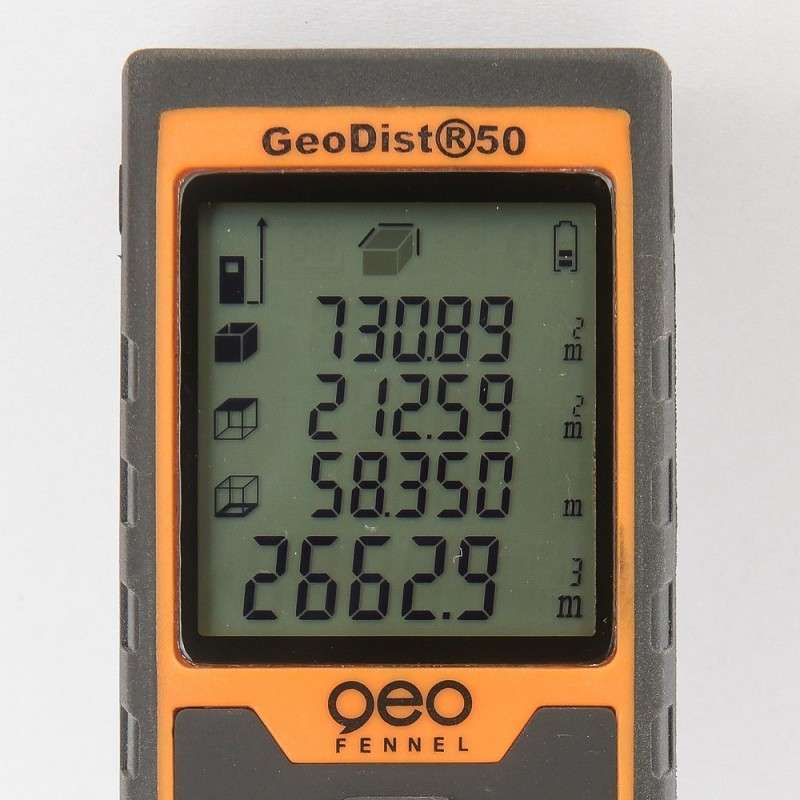 GeoDist®50
730.89 m2
212.59 m2
58.350 m
2662.9 m3
geo
FENNEL